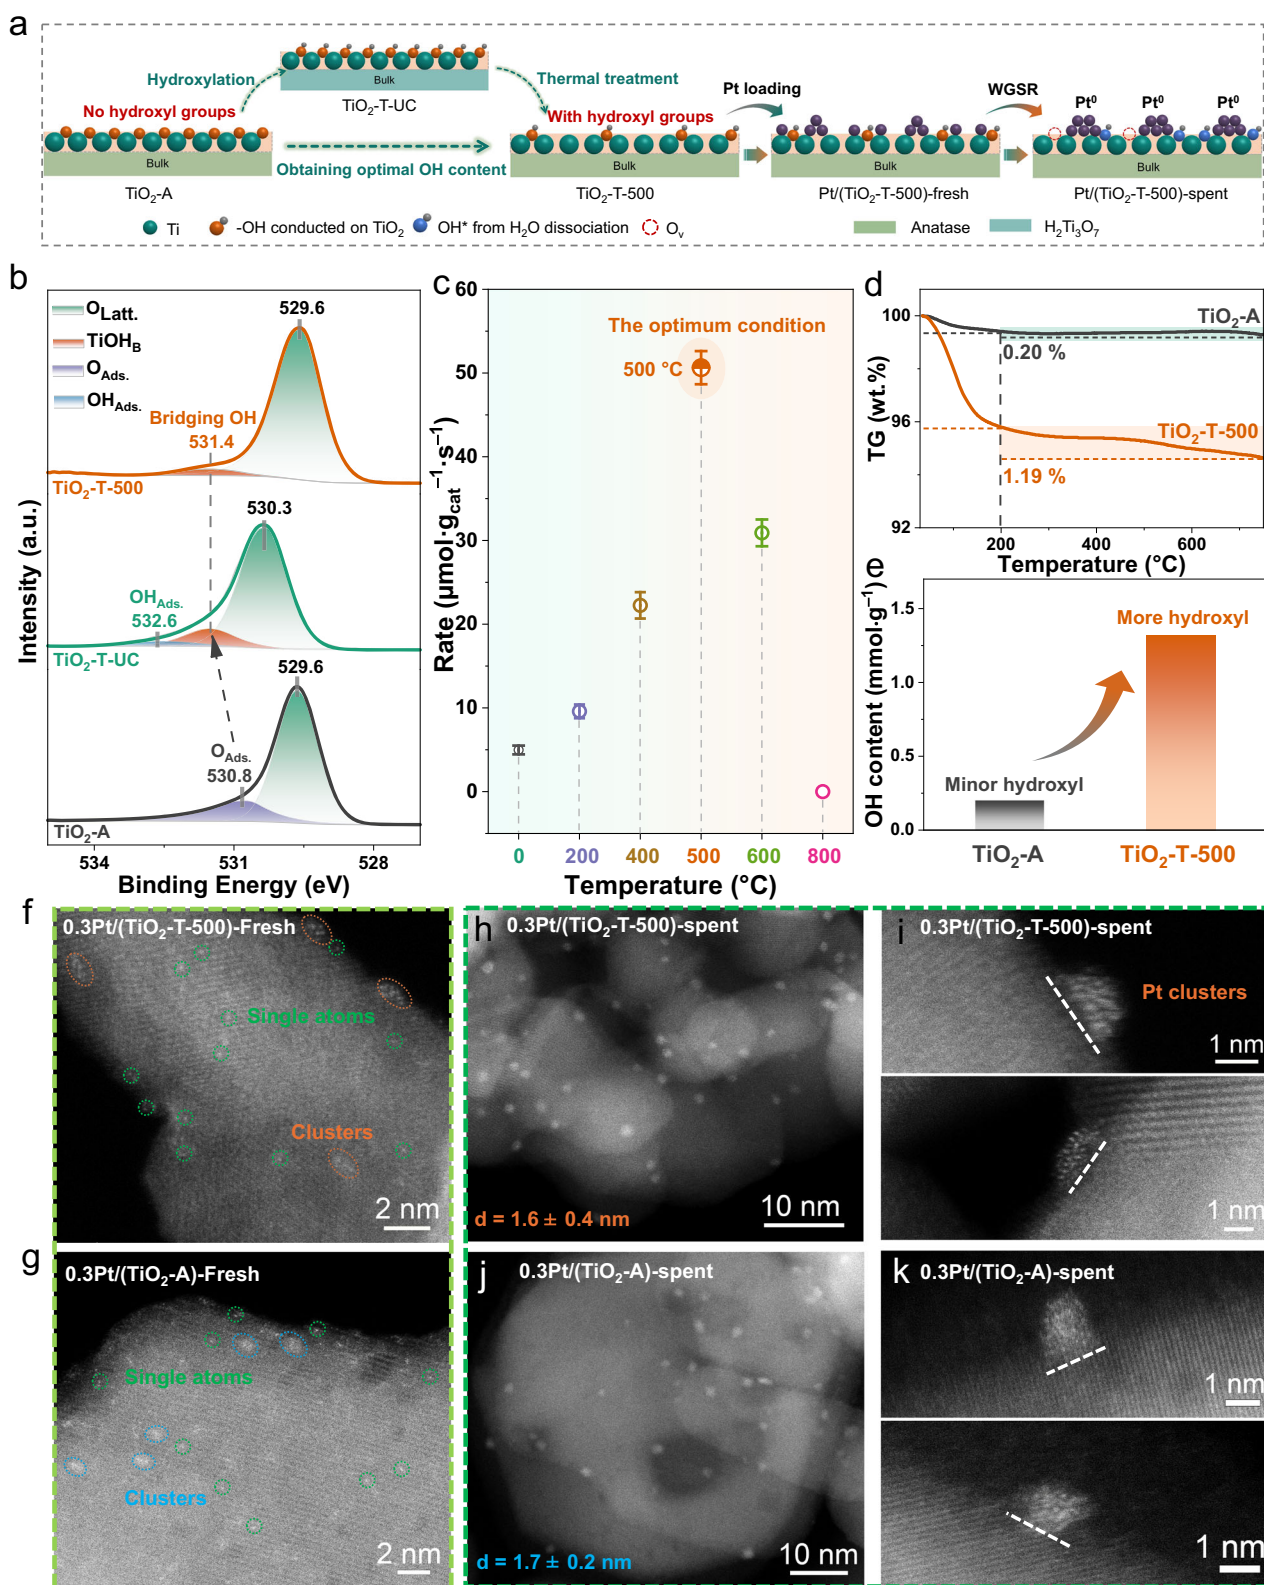 a
Hydroxylation
Bulk
TiO2-T-UC
Thermal treatment
No hydroxyl groups
With hydroxyl groups
Pt loading
WGSR
Pt0
Pt0
Pt0
Bulk
Obtaining optimal OH content
Bulk
Bulk
Bulk
TiO2-A
TiO2-T-500
Pt/(TiO2-T-500)-fresh
Pt/(TiO2-T-500)-spent
Ti
-OH conducted on TiO2
OH* from H2O dissociation
Ov
Anatase
H2Ti3O7
b
OLatt.
TiOHB
OAds.
OHAds.
529.6
Bridging OH
531.4
TiO2-T-500
530.3
OHAds.
532.6
TiO2-T-UC
529.6
OAds.
530.8
TiO2-A
534
531
528
Binding Energy (eV)
Intensity (a.u.)
c
60
50
40
30
20
10
0
The optimum condition
500 °C
0
200
400
500
600
800
Temperature (°C)
Rate (μmol·gcat−1·s−1)
d
100
96
92
TiO2-A
0.20 %
TiO2-T-500
1.19 %
200
400
600
Temperature (°C)
TG (wt.%)
e
1.5
1.0
0.5
0.0
More hydroxyl
Minor hydroxyl
TiO2-A
TiO2-T-500
OH content (mmol·g−1)
f
0.3Pt/(TiO2-T-500)-Fresh
Single atoms
Clusters
2 nm
g
0.3Pt/(TiO2-A)-Fresh
Single atoms
Clusters
2 nm
h
0.3Pt/(TiO2-T-500)-spent
d = 1.6 ± 0.4 nm
10 nm
i
0.3Pt/(TiO2-T-500)-spent
Pt clusters
1 nm
1 nm
j
0.3Pt/(TiO2-A)-spent
d = 1.7 ± 0.2 nm
10 nm
k
0.3Pt/(TiO2-A)-spent
1 nm
1 nm